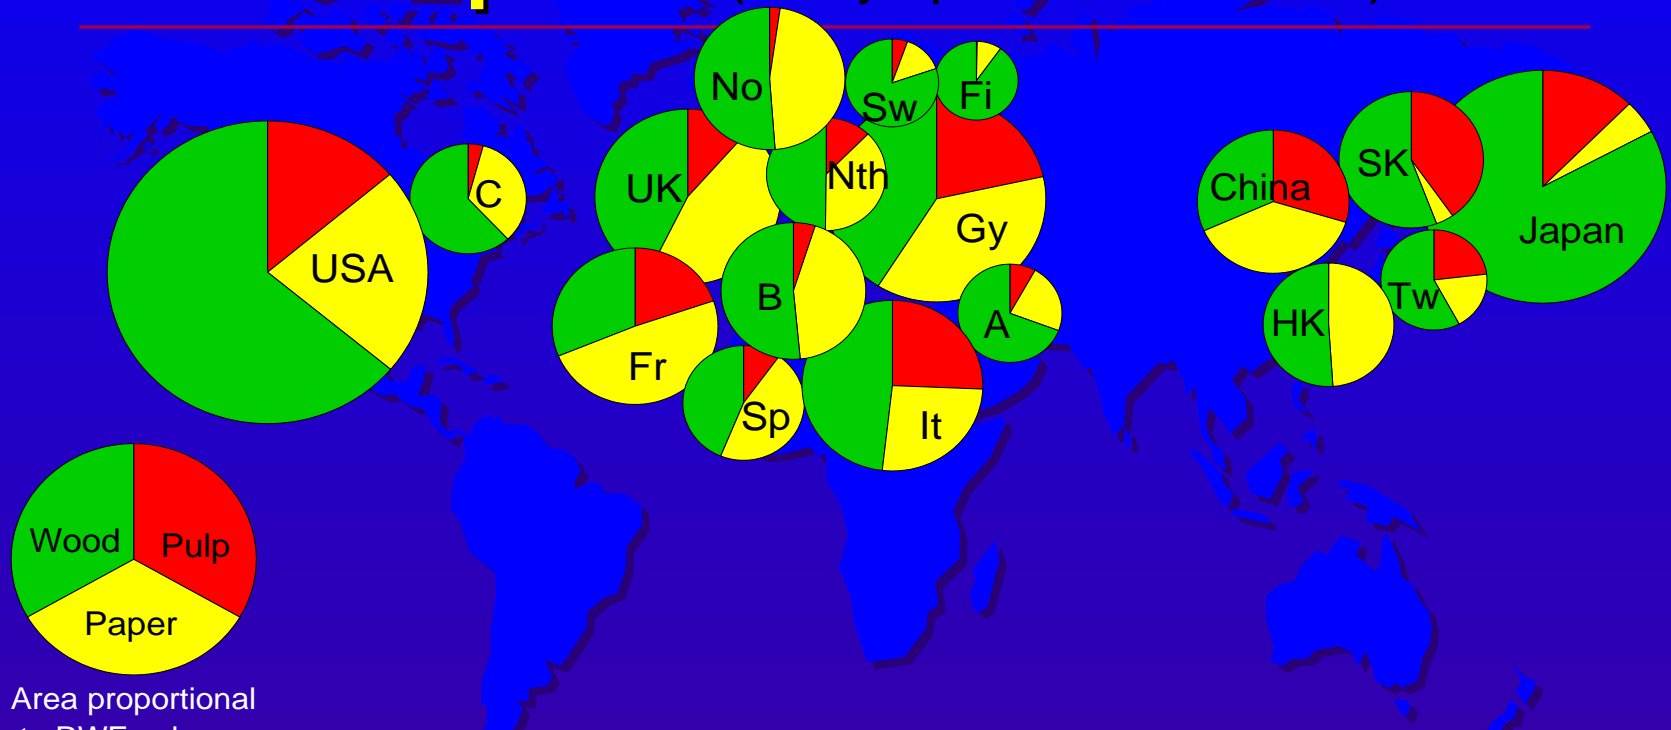 No
Sw
Fi
USA
C
UK
Nth
Gy
China
SK
Japan
B
A
HK
Tw
Fr
Sp
It
Wood
Pulp
Paper
Area proportional